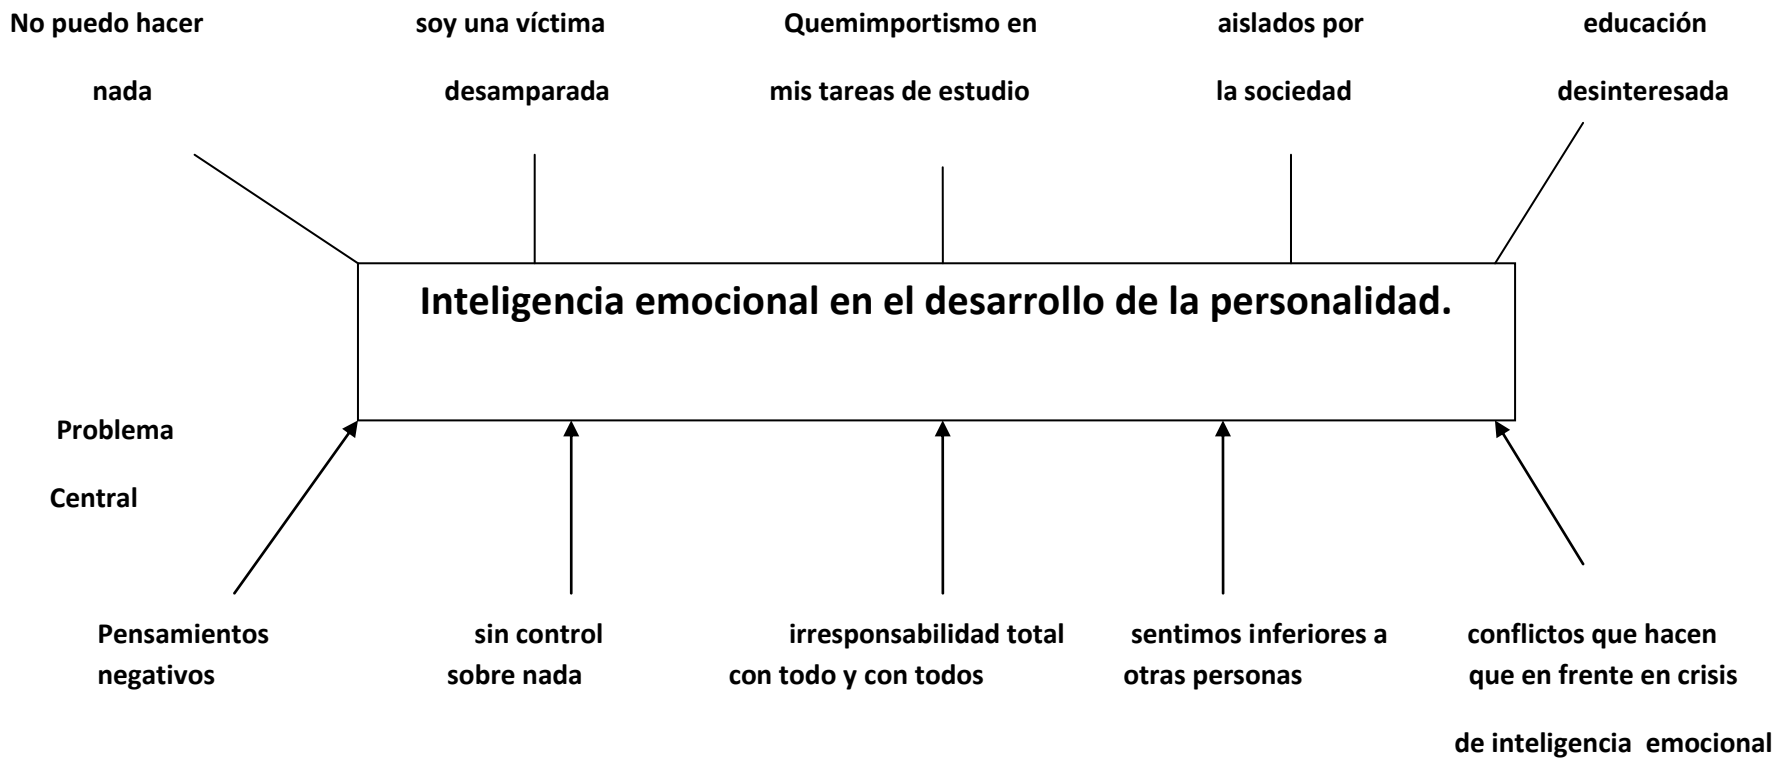 No puedo hacer soy una víctima Quemimportismo en aislados por educación
nada desamparada mis tareas de estudio la sociedad desinteresada
Inteligencia emocional en el desarrollo de la personalidad.
Problema
Central
Pensamientos sin control irresponsabilidad total sentimos inferiores a conflictos que hacen
negativos sobre nada con todo y con todos otras personas que en frente en crisis
de inteligencia emocional